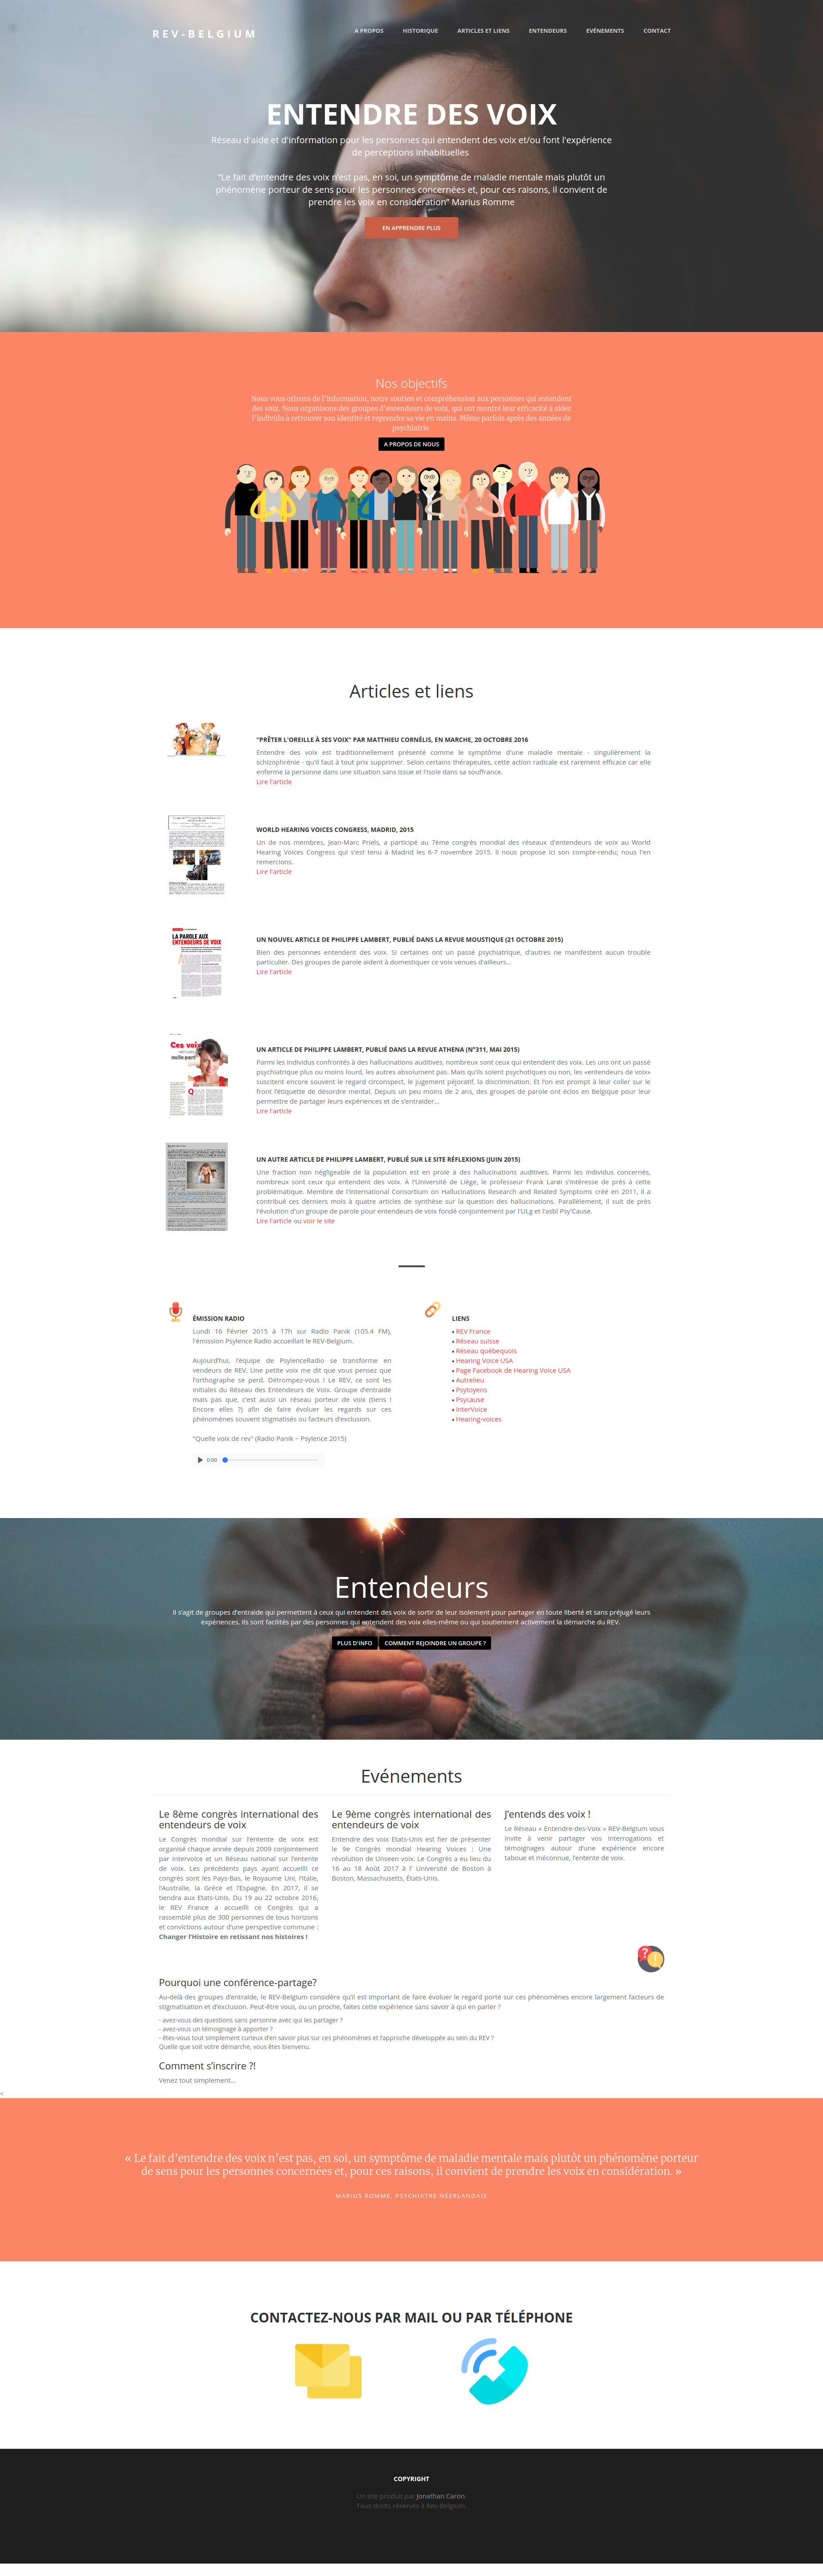 REV-BELGIUM
A PROPOS HISTORIQUE ARTICLES ET LIENS ENTENDEURS EVÉNEMENTS CONTACT
ENTENDRE DES VOIX
Réseau d'aide et d'information pour les personnes qui entendent des voix et/ou font l'expérience
de perceptions inhabituelles
"Le fait d'entendre des voix n'est pas, en soi, un symptôme de maladie mentale mais plutôt un
phénomène porteur de sens pour les personnes concernées et, pour ces raisons, il convient de
prendre les voix en considération" Marius Romme
EN APPRENDRE PLUS
Nos objectifs
Nous vous offrons de l'information, notre soutien et compréhension aux personnes qui entendent
des voix. Nous organisons des groupes d'entendeurs de voix, qui ont montré leur efficacité à aider
l'individu à retrouver son identité et reprendre sa vie en mains. Même parfois après des années de
psychiatrie.
A PROPOS DE NOUS
Articles et liens
"PRÊTER L'OREILLE À SES VOIX" PAR MATTHIEU CORNÉLIS, EN MARCHE, 20 OCTOBRE 2016
Entendre des voix est traditionnellement présenté comme le symptôme d'une maladie mentale - singulièrement la
schizophrénie - qu'il faut à tout prix supprimer. Selon certains thérapeutes, cette action radicale est rarement efficace car elle
enferme la personne dans une situation sans issue et l'isole dans sa souffrance.
Lire l'article
WORLD HEARING VOICES CONGRESS, MADRID, 2015
Un de nos membres, Jean-Marc Priels, a participé au 7ème congrès mondial des réseaux d'entendeurs de voix au World
Hearing Voices Congress qui s'est tenu à Madrid les 6-7 novembre 2015. Il nous propose ici son compte-rendu; nous l'en
remercions.
Lire l'article
LA PAROLE AUX
ENTENDEURS DE VOIX
UN NOUVEL ARTICLE DE PHILIPPE LAMBERT, PUBLIÉ DANS LA REVUE MOUSTIQUE (21 OCTOBRE 2015)
Bien des personnes entendent des voix. Si certaines ont un passé psychiatrique, d'autres ne manifestent aucun trouble
particulier. Des groupes de parole aident à domestiquer ce voix venues d'ailleurs...
Lire l'article
Ces voix
venues
nulle part
UN ARTICLE DE PHILIPPE LAMBERT, PUBLIÉ DANS LA REVUE ATHENA (N°311, MAI 2015)
Parmi les individus confrontés à des hallucinations auditives, nombreux sont ceux qui entendent des voix. Les uns ont un passé
psychiatrique plus ou moins lourd, les autres absolument pas. Mais qu'ils soient psychotiques ou non, les «entendeurs de voix»
suscitent encore souvent le regard circonspect, le jugement péjoratif, la discrimination. Et l'on est prompt à leur coller sur le
front l'étiquette de désordre mental. Depuis un peu moins de 2 ans, des groupes de parole ont éclos en Belgique pour leur
permettre de partager leurs expériences et de s'entraider...
Lire l'article
UN AUTRE ARTICLE DE PHILIPPE LAMBERT, PUBLIÉ SUR LE SITE RÉFLEXIONS (JUIN 2015)
Une fraction non négligeable de la population est en proie à des hallucinations auditives. Parmi les individus concernés,
nombreux sont ceux qui entendent des voix. À l'Université de Liège, le professeur Frank Larøi s'intéresse de près à cette
problématique. Membre de l'International Consortium on Hallucinations Research and Related Symptoms créé en 2011, il a
contribué ces derniers mois à quatre articles de synthèse sur la question des hallucinations. Parallèlement, il suit de près
l'évolution d'un groupe de parole pour entendeurs de voix fondé conjointement par l'ULg et l'asbl Psy'Cause.
Lire l'article ou voir le site
ÉMISSION RADIO
Lundi 16 Février 2015 à 17h sur Radio Panik (105.4 FM),
l'émission Psylence Radio accueillait le REV-Belgium.
Aujourd'hui, l'équipe de PsylenceRadio se transforme en
vendeurs de REV. Une petite voix me dit que vous pensez que
l'orthographe se perd. Détrompez-vous ! Le REV, ce sont les
initiales du Réseau des Entendeurs de Voix. Groupe d'entraide
mais pas que, c'est aussi un réseau porteur de voix (tiens !
Encore elles ?) afin de faire évoluer les regards sur ces
phénomènes souvent stigmatisés ou facteurs d'exclusion.
"Quelle voix de rev" (Radio Panik ~ Psylence 2015)
0:00
LIENS
• REV France
• Réseau suisse
• Réseau québequois
• Hearing Voice USA
• Page Facebook de Hearing Voice USA
• Autrelieu
• Psytoyens
• Psycause
• InterVoice
• Hearing-voices
Entendeurs
Il s'agit de groupes d'entraide qui permettent à ceux qui entendent des voix de sortir de leur isolement pour partager en toute liberté et sans préjugé leurs
expériences. Ils sont facilités par des personnes qui entendent des voix elles-même ou qui soutiennent activement la démarche du REV.
PLUS D'INFO COMMENT REJOINDRE UN GROUPE ?
Evénements
Le 8ème congrès international des
entendeurs de voix
Le Congrès mondial sur l'entente de voix est
organisé chaque année depuis 2009 conjointement
par Intervoice et un Réseau national sur l'entente
de voix. Les précédents pays ayant accueilli ce
congrès sont les Pays-Bas, le Royaume Uni, l'Italie,
l'Australie, la Grèce et l'Espagne. En 2017, il se
tiendra aux Etats-Unis. Du 19 au 22 octobre 2016,
le REV France a accueilli ce Congrès qui a
rassemblé plus de 300 personnes de tous horizons
et convictions autour d'une perspective commune :
Changer l'Histoire en retissant nos histoires !
Le 9ème congrès international des
entendeurs de voix
Entendre des voix Etats-Unis est fier de présenter
le 9e Congrès mondial Hearing Voices : Une
révolution de Unseen voix. Le Congrès a eu lieu du
16 au 18 Août 2017 à l' Université de Boston à
Boston, Massachusetts, États-Unis.
J'entends des voix !
Le Réseau « Entendre-des-Voix » REV-Belgium vous
invite à venir partager vos interrogations et
témoignages autour d'une expérience encore
taboue et méconnue, l'entente de voix.
Pourquoi une conférence-partage?
Au-delà des groupes d'entraide, le REV-Belgium considère qu'il est important de faire évoluer le regard porté sur ces phénomènes encore largement facteurs de
stigmatisation et d'exclusion. Peut-être vous, ou un proche, faites cette expérience sans savoir à qui en parler ?
- avez-vous des questions sans personne avec qui les partager ?
- avez-vous un témoignage à apporter ?
- êtes-vous tout simplement curieux d'en savoir plus sur ces phénomènes et l'approche développée au sein du REV ?
Quelle que soit votre démarche, vous êtes bienvenu.
Comment s'inscrire ?!
Venez tout simplement...
<
« Le fait d'entendre des voix n'est pas, en soi, un symptôme de maladie mentale mais plutôt un phénomène porteur
de sens pour les personnes concernées et, pour ces raisons, il convient de prendre les voix en considération. »
MARIUS ROMME, PSYCHIATRE NÉERLANDAIS
CONTACTEZ-NOUS PAR MAIL OU PAR TÉLÉPHONE
COPYRIGHT
Un site produit par Jonathan Caron.
Tous droits réservés à Rev-Belgium.